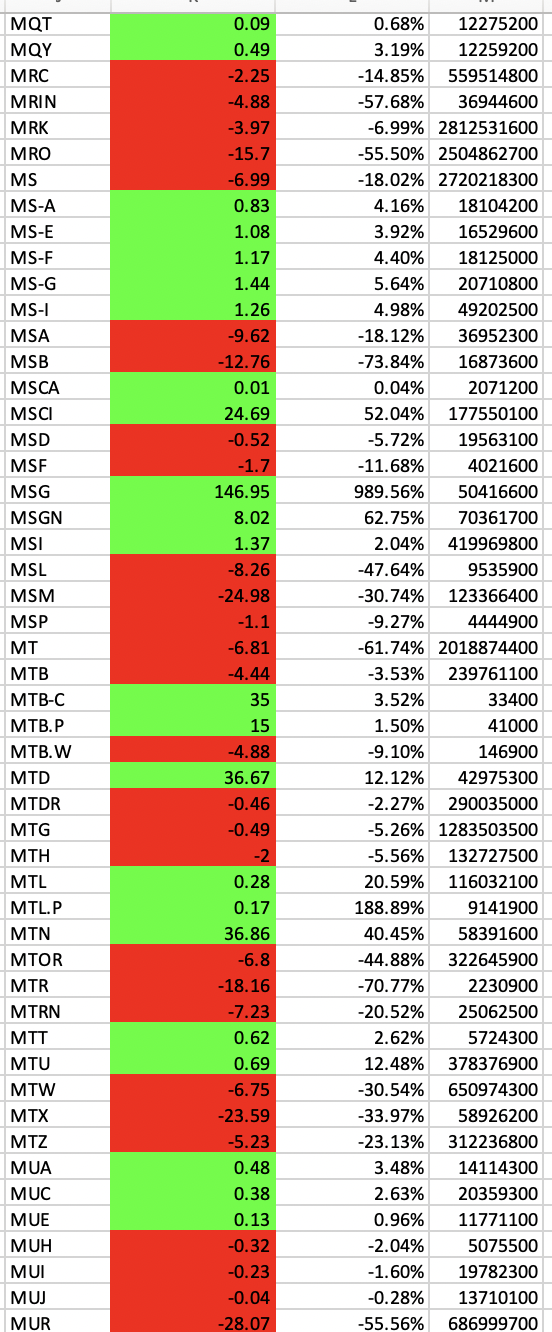 MQT 0.09 0.68% 12275200
MQY 0.49 3.19% 12259200
MRC -2.25 -14.85% 559514800
MRIN -4.88 -57.68% 36944600
MRK -3.97 -6.99% 2812531600
MRO -15.7 -55.50% 2504862700
MS -6.99 -18.02% 2720218300
MS-A 0.83 4.16% 18104200
MS-E 1.08 3.92% 16529600
MS-F 1.17 4.40% 18125000
MS-G 1.44 5.64% 20710800
MS-I 1.26 4.98% 49202500
MSA -9.62 -18.12% 36952300
MSB -12.76 -73.84% 16873600
MSCA 0.01 0.04% 2071200
MSCI 24.69 52.04% 177550100
MSD -0.52 -5.72% 19563100
MSF -1.7 -11.68% 4021600
MSG 146.95 989.56% 50416600
MSGN 8.02 62.75% 70361700
MSI 1.37 2.04% 419969800
MSL -8.26 -47.64% 9535900
MSM -24.98 -30.74% 123366400
MSP -1.1 -9.27% 4444900
MT -6.81 -61.74% 2018874400
MTB -4.44 -3.53% 239761100
MTB-C 35 3.52% 33400
MTB.P 15 1.50% 41000
MTB.W -4.88 -9.10% 146900
MTD 36.67 12.12% 42975300
MTDR -0.46 -2.27% 290035000
MTG -0.49 -5.26% 1283503500
MTH -2 -5.56% 132727500
MTL 0.28 20.59% 116032100
MTL.P 0.17 188.89% 9141900
MTN 36.86 40.45% 58391600
MTOR -6.8 -44.88% 322645900
MTR -18.16 -70.77% 2230900
MTRN -7.23 -20.52% 25062500
MTT 0.62 2.62% 5724300
MTU 0.69 12.48% 378376900
MTW -6.75 -30.54% 650974300
MTX -23.59 -33.97% 58926200
MTZ -5.23 -23.13% 312236800
MUA 0.48 3.48% 14114300
MUC 0.38 2.63% 20359300
MUE 0.13 0.96% 11771100
MUH -0.32 -2.04% 5075500
MUI -0.23 -1.60% 19782300
MUJ -0.04 -0.28% 13710100
MUR -28.07 -55.56% 686999700